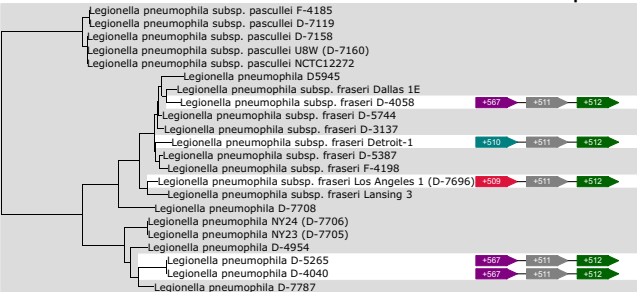 Legionella pneumophila subsp. pascullei F-4185
Legionella pneumophila subsp. pascullei D-7119
Legionella pneumophila subsp. pascullei D-7158
Legionella pneumophila subsp. pascullei U8W (D-7160)
Legionella pneumophila subsp. pascullei NCTC12272
Legionella pneumophila D5945
Legionella pneumophila subsp. fraseri Dallas 1E
Legionella pneumophila subsp. fraseri D-4058 +567 +511 +512
Legionella pneumophila subsp. fraseri D-5744
Legionella pneumophila subsp. fraseri D-3137
Legionella pneumophila subsp. fraseri Detroit-1 +510 +511 +512
Legionella pneumophila subsp. fraseri D-5387
Legionella pneumophila subsp. fraseri F-4198
Legionella pneumophila subsp. fraseri Los Angeles 1 (D-7696) +509 +511 +512
Legionella pneumophila subsp. fraseri Lansing 3
Legionella pneumophila D-7708
Legionella pneumophila NY24 (D-7706)
Legionella pneumophila NY23 (D-7705)
Legionella pneumophila D-4954
Legionella pneumophila D-5265 +567 +511 +512
Legionella pneumophila D-4040 +567 +511 +512
Legionella pneumophila D-7787